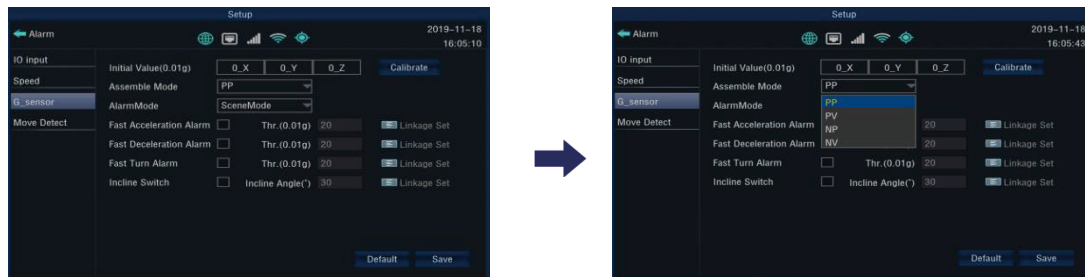 Setup
Alarm
2019-11-18
16:05:10
IO input
Speed
G_sensor
Move Detect
Initial Value(0.01g) 0_X 0_Y 0_Z Calibrate
Assemble Mode PP
AlarmMode SceneMode
Fast Acceleration Alarm Thr.(0.01g) 20 Linkage Set
Fast Deceleration Alarm Thr.(0.01g) 20 Linkage Set
Fast Turn Alarm Thr.(0.01g) 20 Linkage Set
Incline Switch Incline Angle(°) 30 Linkage Set
Default Save
Setup
Alarm
2019-11-18
16:05:43
IO input
Speed
G_sensor
Move Detect
Initial Value(0.01g) 0_X 0_Y 0_Z Calibrate
Assemble Mode PP
AlarmMode PP
PV
Fast Acceleration Alarm 20 Linkage Set
NP
NV
Fast Deceleration Alarm 20 Linkage Set
Fast Turn Alarm Thr.(0.01g) 20 Linkage Set
Incline Switch Incline Angle(°) 30 Linkage Set
Default Save